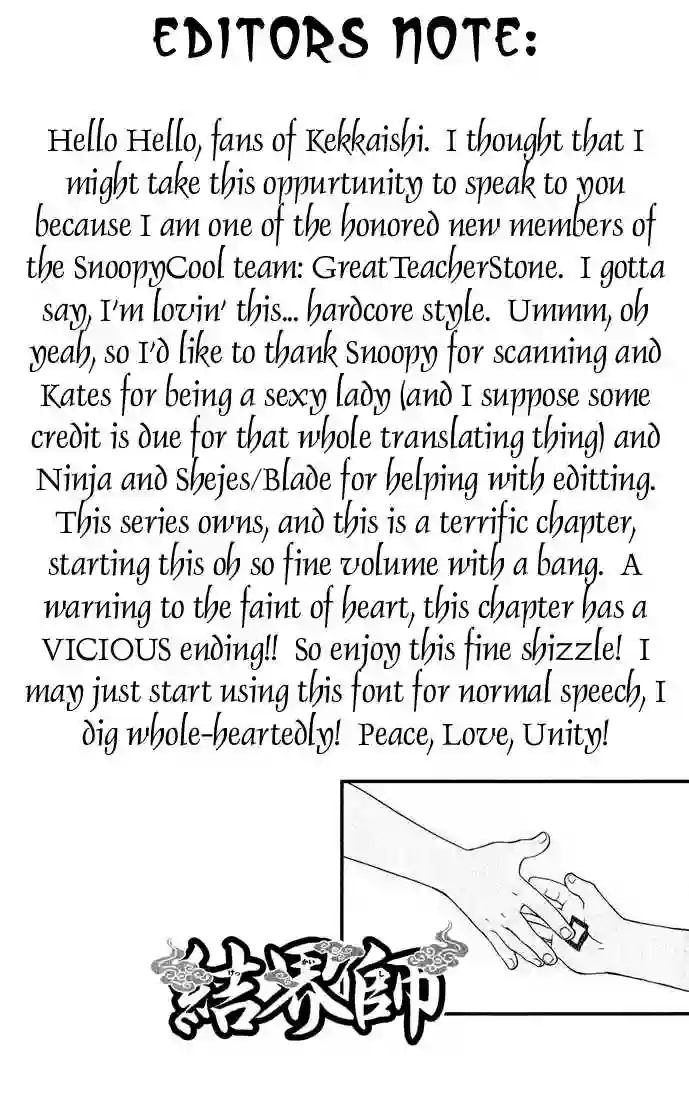 EDITORS NOTE:
Hello Hello, fans of Kekkaishi. I thought that I
might take this oppurtunity to speak to you
because I am one of the honored new members of
the SnoopyCool team: GreatTeacherStone. I gotta
say, I'm lovin' this... hardcore style. Ummm, oh
yeah, so I'd like to thank Snoopy for scanning and
Kates for being a sexy lady (and I suppose some
credit is due for that whole translating thing) and
Ninja and Shejes/Blade for helping with editting.
This series owns, and this is a terrific chapter,
starting this oh so fine volume with a bang. A
warning to the faint of heart, this chapter has a
VICIOUS ending!! So enjoy this fine shizzle! I
may just start using this font for normal speech, I
dig whole-heartedly! Peace, Love, Unity!
けっかいし
結界師